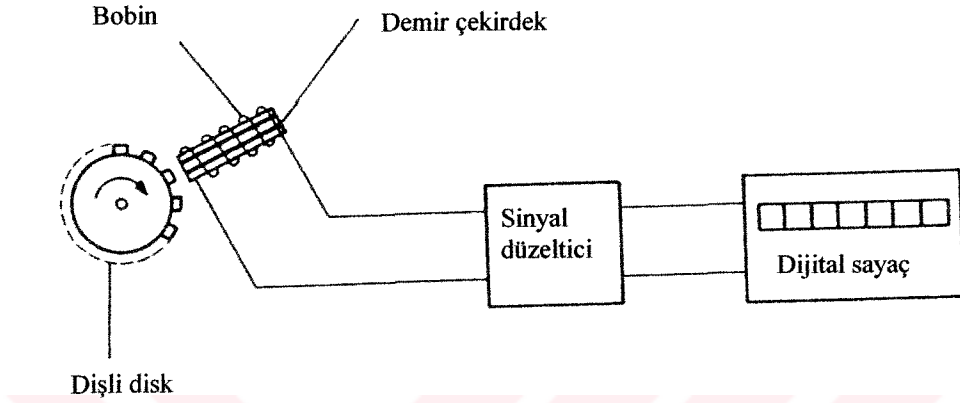 Bobin
Demir çekirdek
Sinyal
düzeltici
Dijital sayaç
Dişli disk